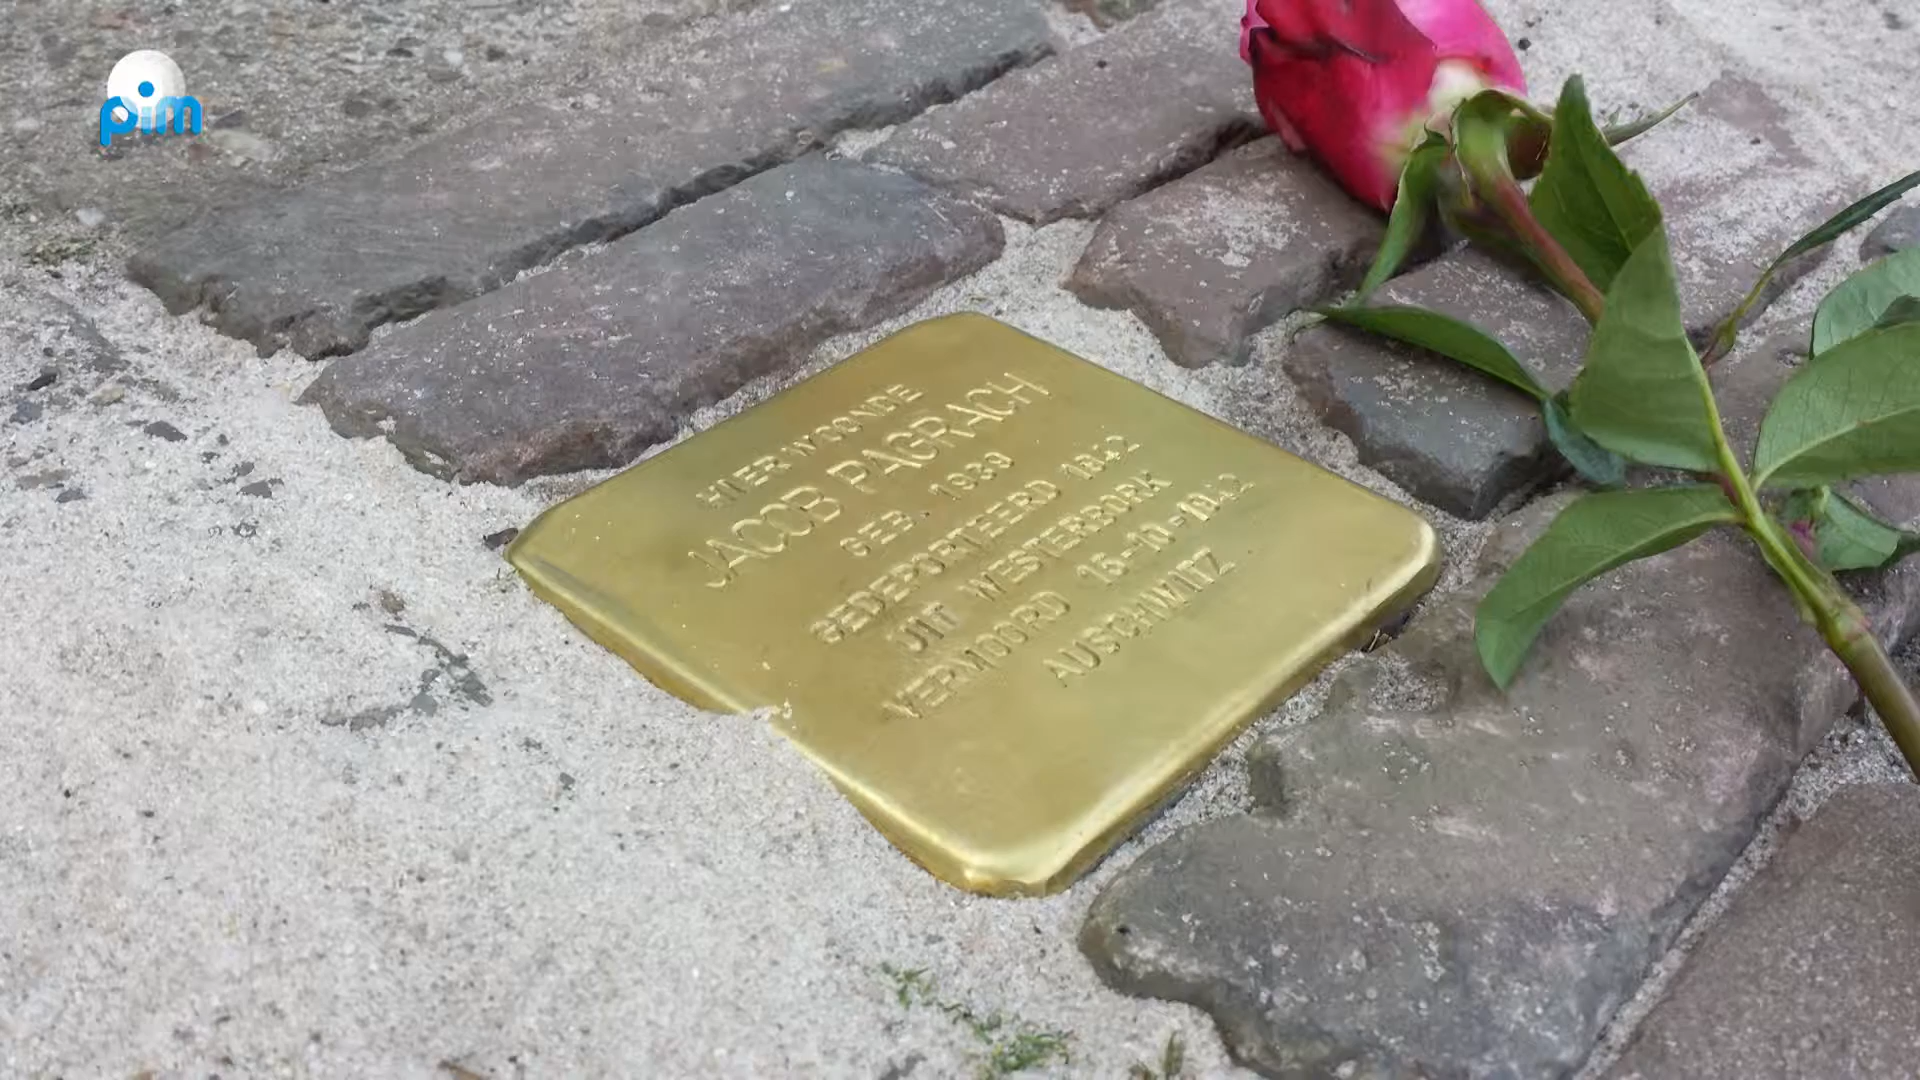 pim
HIER WOONDE
JACOB PAGRACH
GEB. 1939
GEDEPORTEERD 1942
UIT WESTERBORK
VERMOORD 15-10-1942
AUSCHWITZ